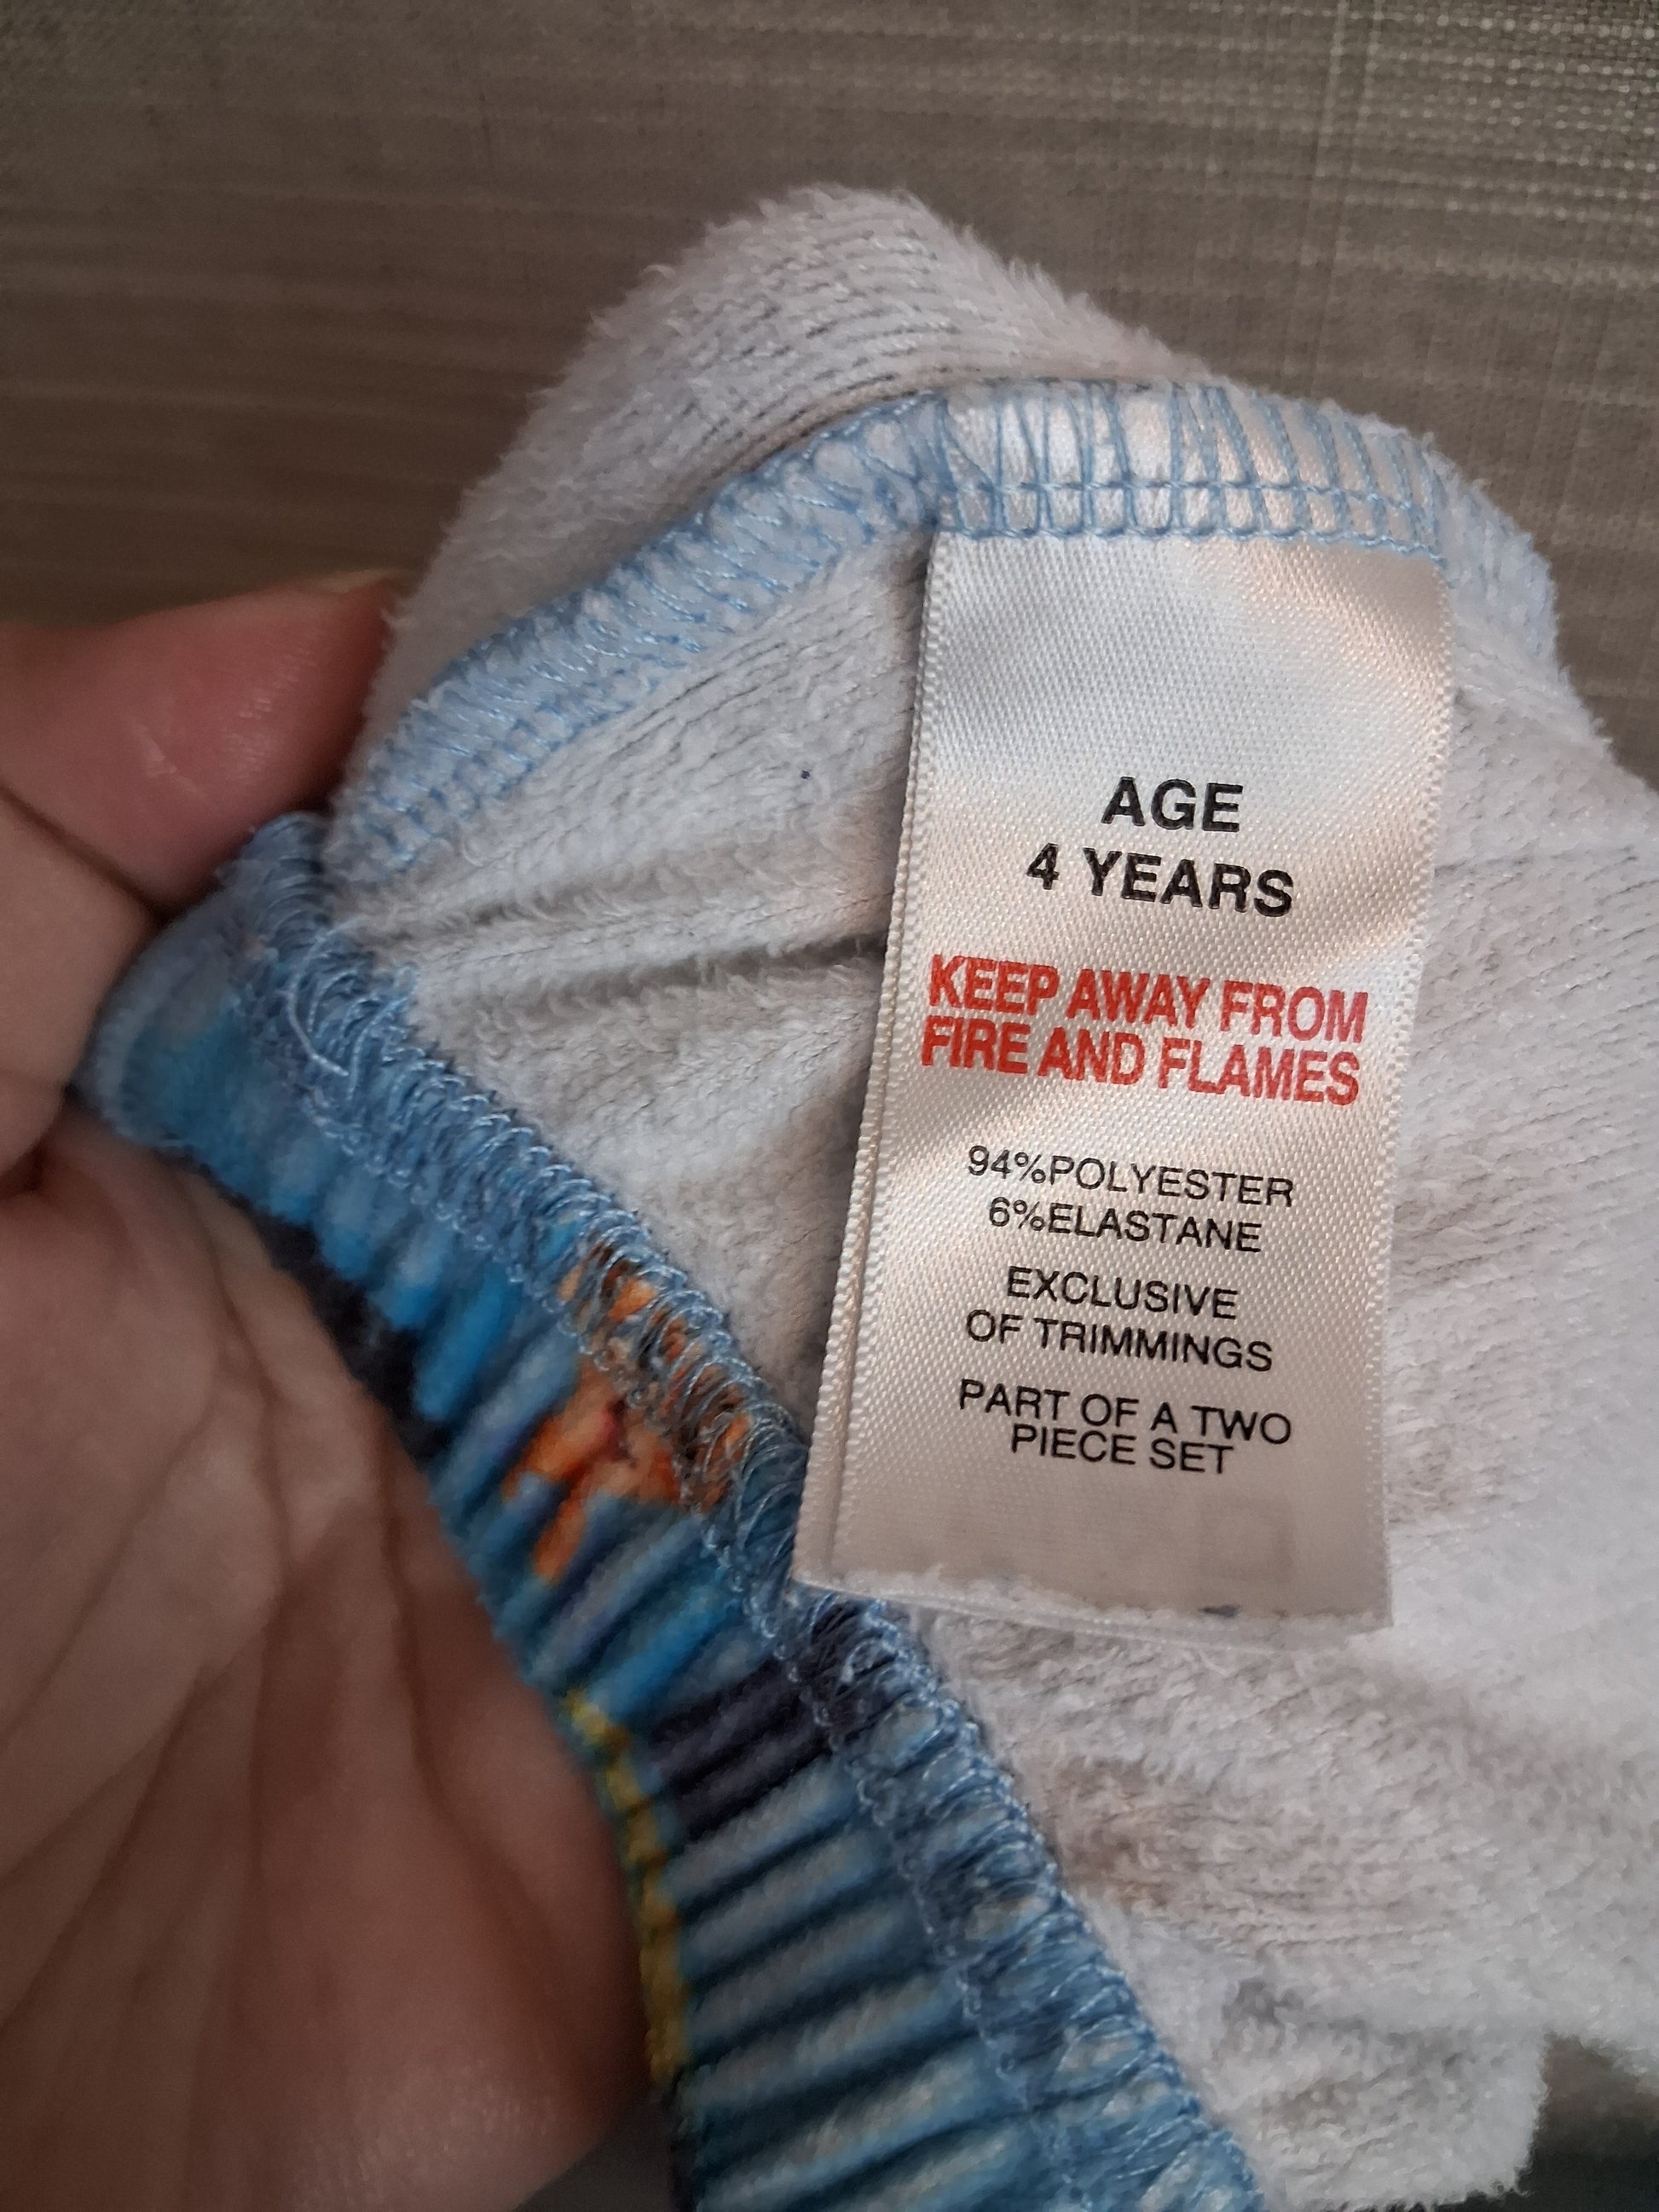 AGE
4 YEARS
KEEP AWAY FROM
FIRE AND FLAMES
94%POLYESTER
6%ELASTANE
EXCLUSIVE
OF TRIMMINGS
PART OF A TWO
PIECE SET